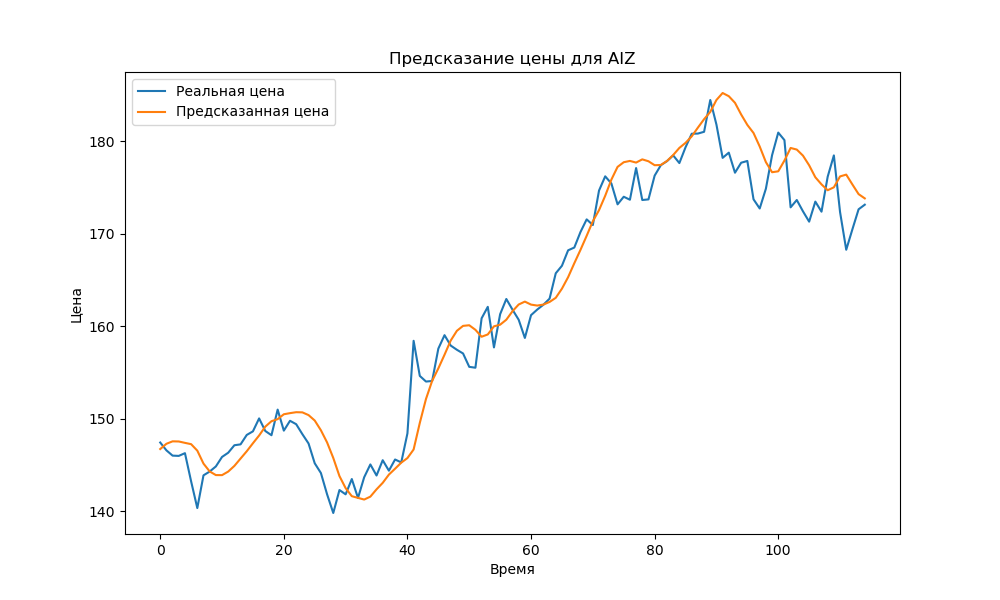 Предсказание цены для AIZ
Реальная цена
Предсказанная цена
180
170
160
150
140
Цена
0 20 40 60 80 100
Время